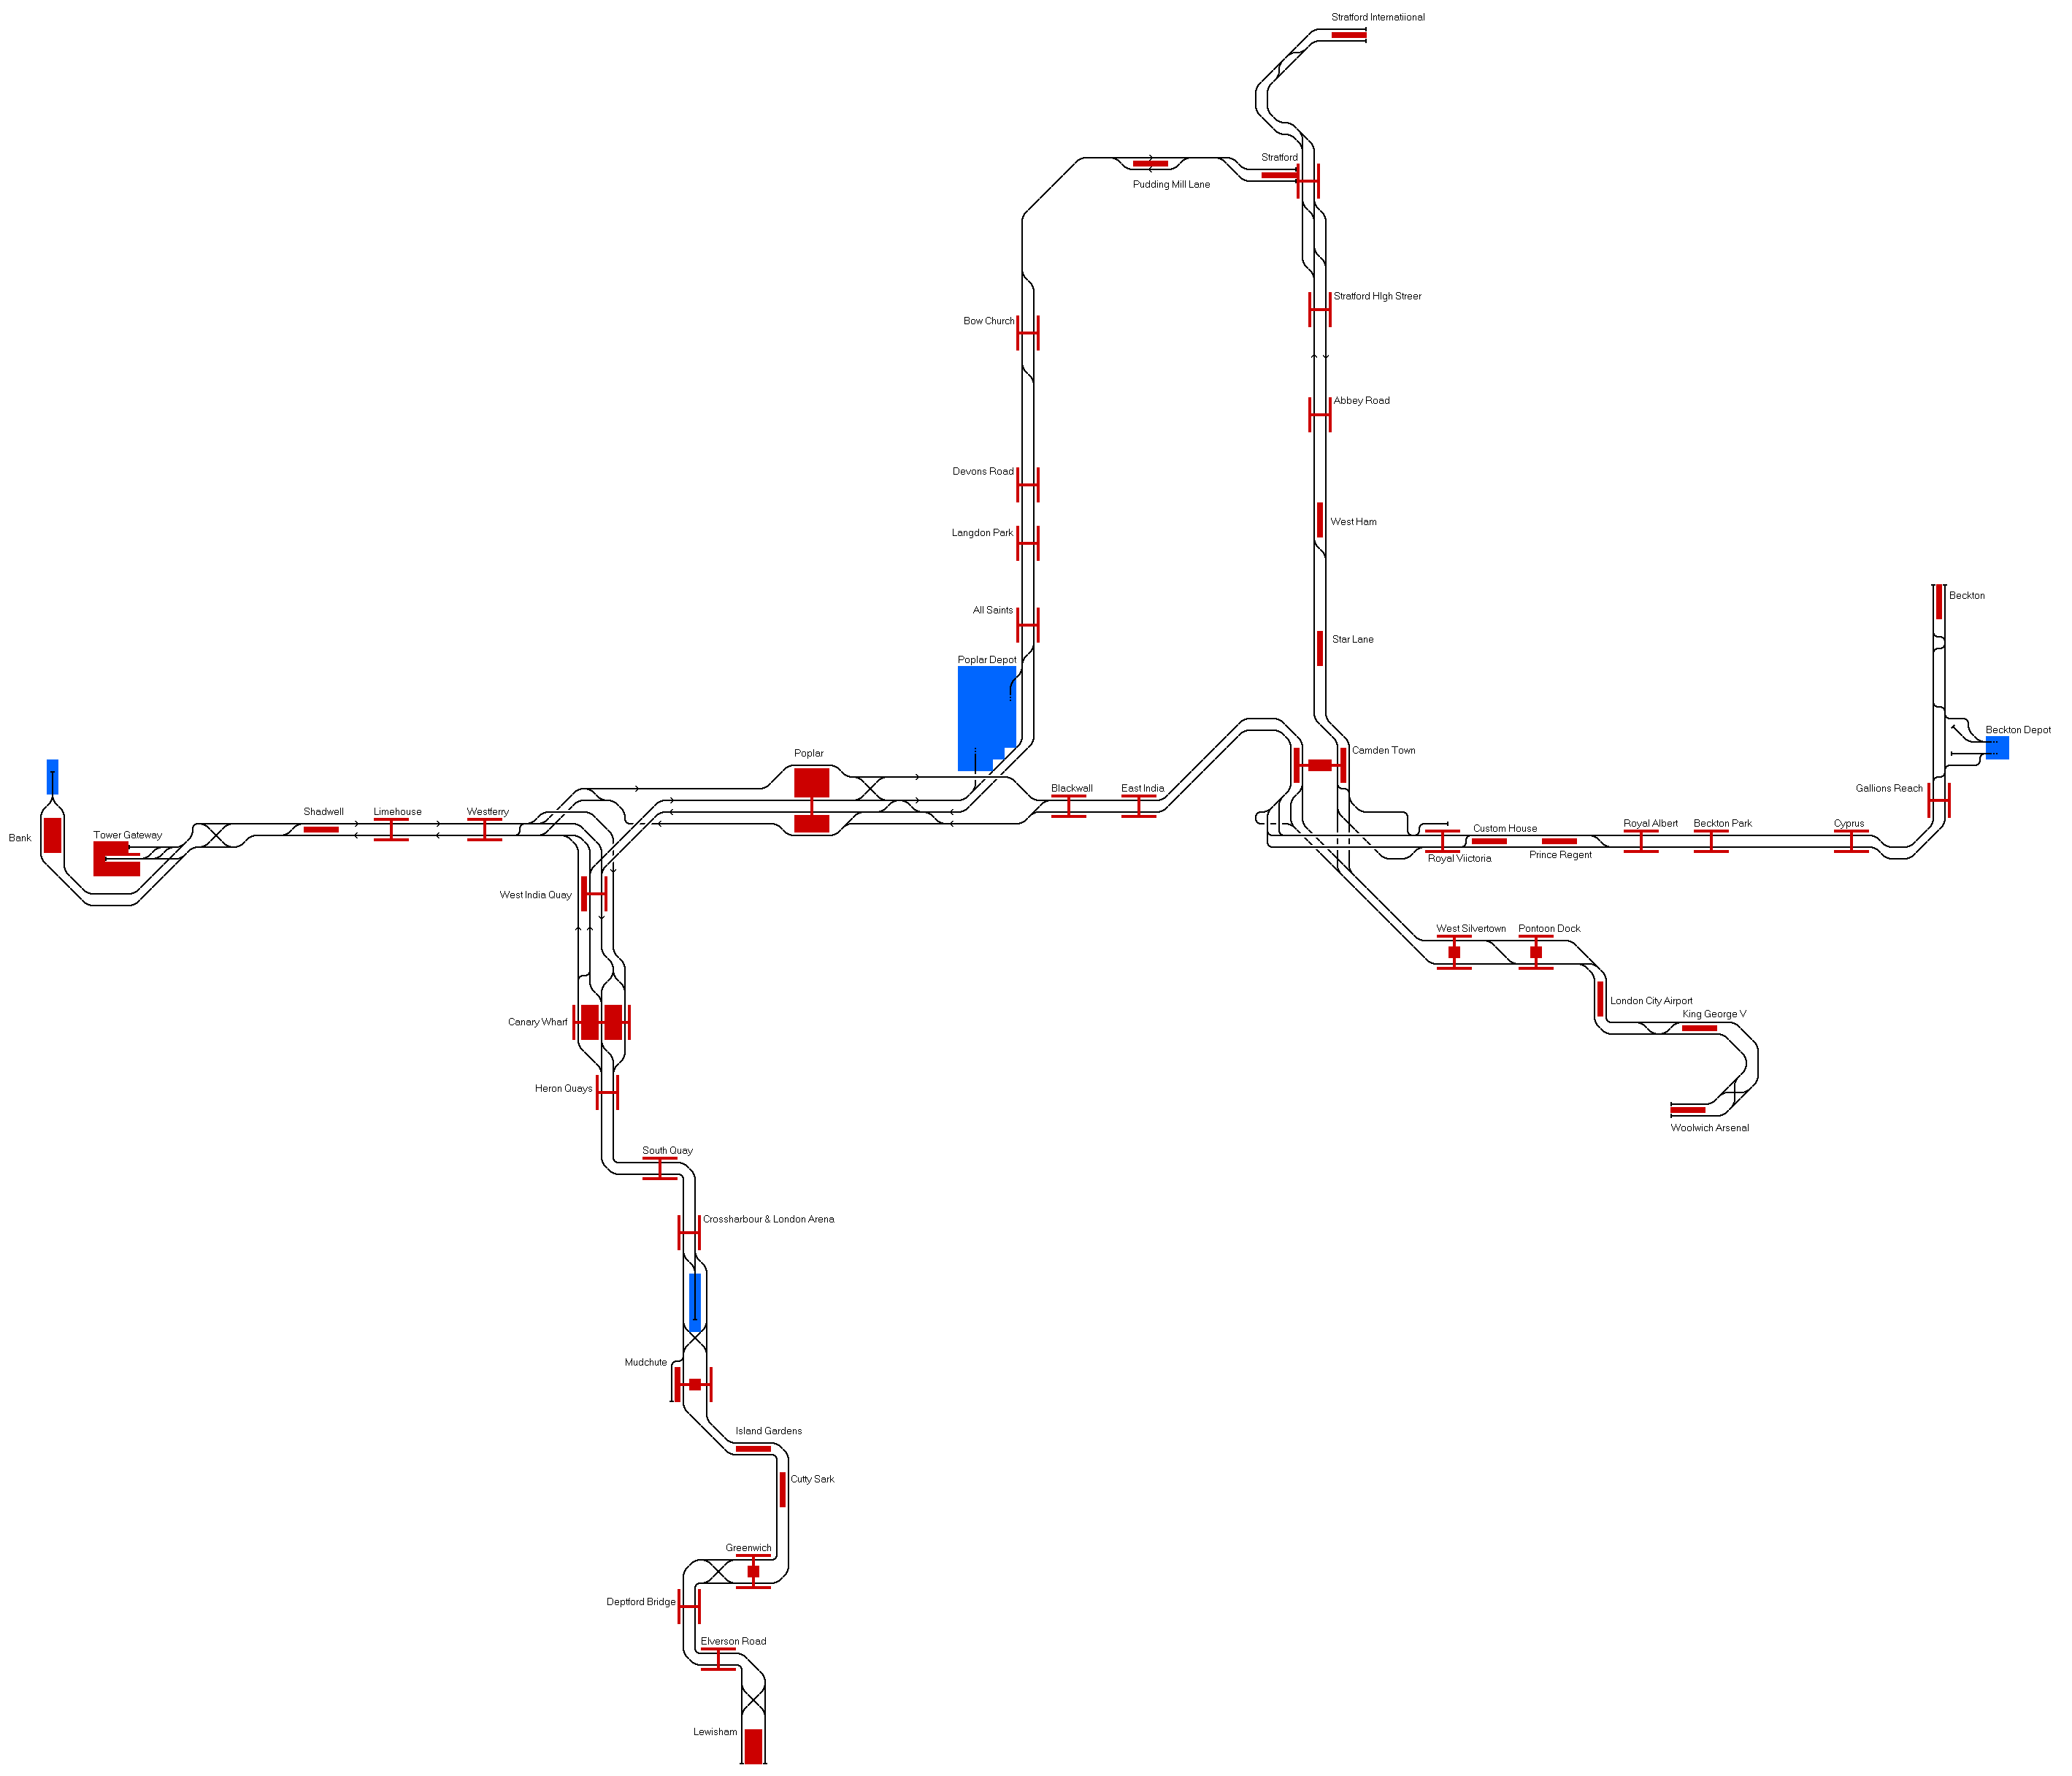 Stratford Internatiional
Stratford
Pudding Mill Lane
Stratford HIgh Streer
Bow Church
Abbey Road
Devons Road
West Ham
Langdon Park
Beckton
All Saints
Star Lane
Poplar Depot
Beckton Depot
Poplar
Camden Town
Blackwall
East India
Gallions Reach
Shadwell
Limehouse
Westferry
Bank
Tower Gateway
Custom House
Royal Albert
Beckton Park
Cyprus
Royal Viictoria
Prince Regent
West India Quay
West Silvertown
Pontoon Dock
London City Airport
King George V
Canary Wharf
Heron Quays
Woolwich Arsenal
South Quay
Crossharbour & London Arena
Mudchute
Island Gardens
Cutty Sark
Greenwich
Deptford Bridge
Elverson Road
Lewisham